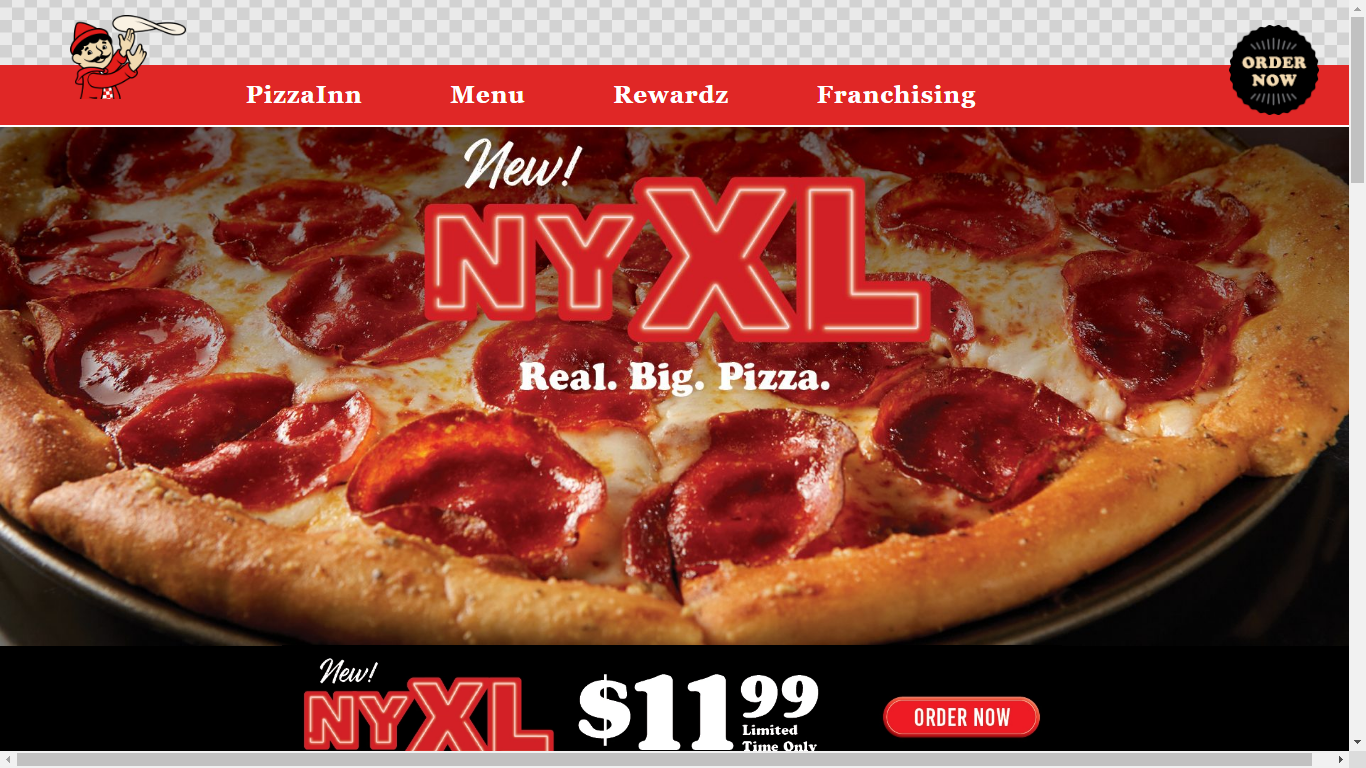 ORDER
NOW
PizzaInn
Menu
Rewardz
Franchising
New!
NYXL
Real. Big. Pizza.
New!
NYXL
$11 99
Limited
Time Only
ORDER NOW